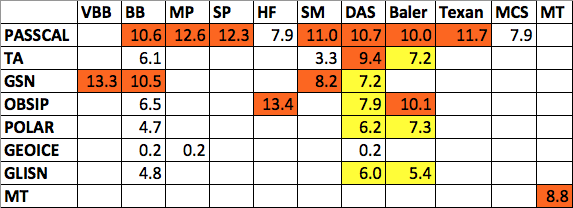 VBB BB MP SP HF SM DAS Baler Texan MCS MT
PASSCAL 10.6 12.6 12.3 7.9 11.0 10.7 10.0 11.7 7.9
TA 6.1 3.3 9.4 7.2
GSN 13.3 10.5 8.2 7.2
OBSIP 6.5 13.4 7.9 10.1
POLAR 4.7 6.2 7.3
GEOICE 0.2 0.2 0.2
GLISN 4.8 6.0 5.4
MT 8.8